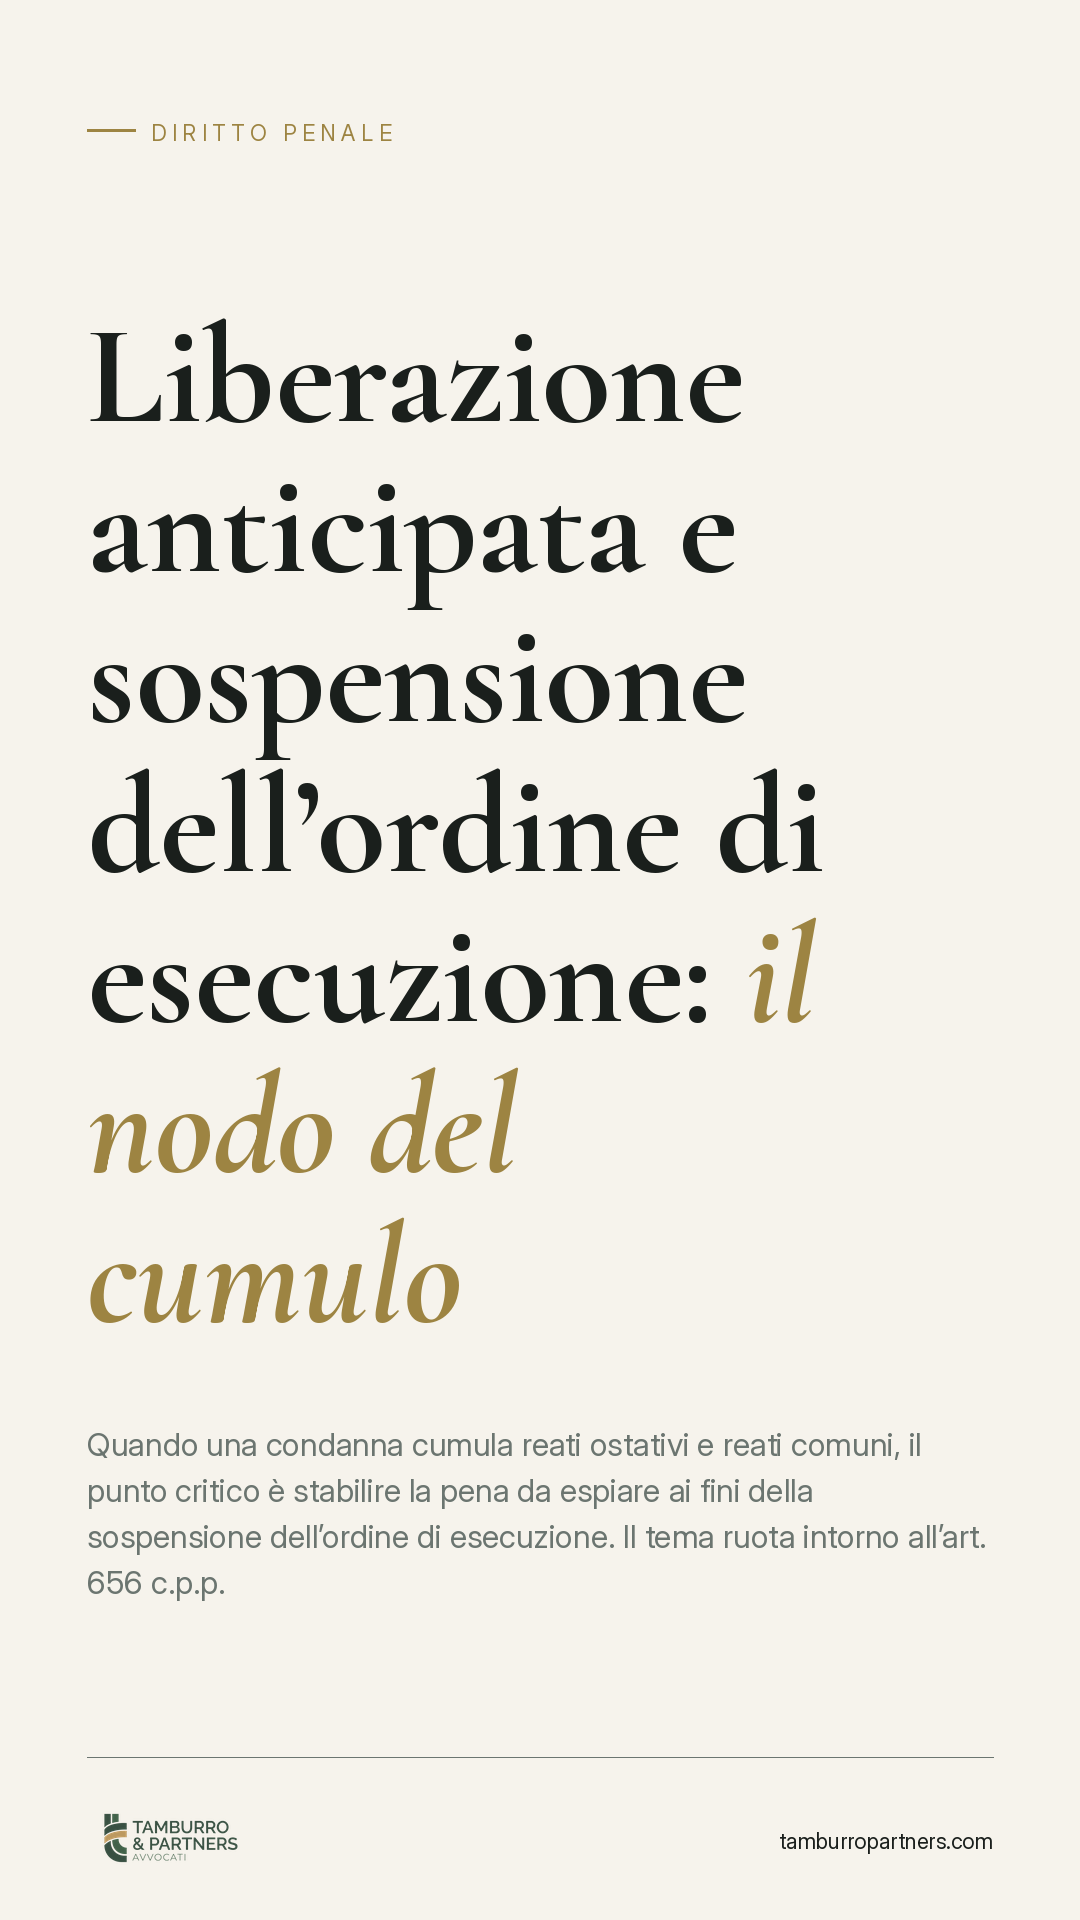 DIRITTO PENALE
Liberazione
anticipata e
sospensione
dell’ordine di
esecuzione: il
nodo del
cumulo
Quando una condanna cumula reati ostativi e reati comuni, il
punto critico è stabilire la pena da espiare ai fini della
sospensione dell’ordine di esecuzione. Il tema ruota intorno all’art.
656 c.p.p.
TAMBURRO
& PARTNERS
AVVOCATI
tamburropartners.com